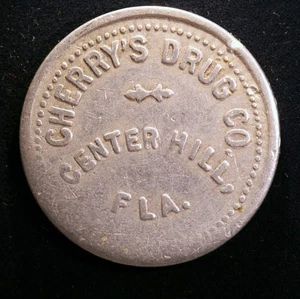 CHERRY'S DRUG CO.
CENTER HILL,
FLA.